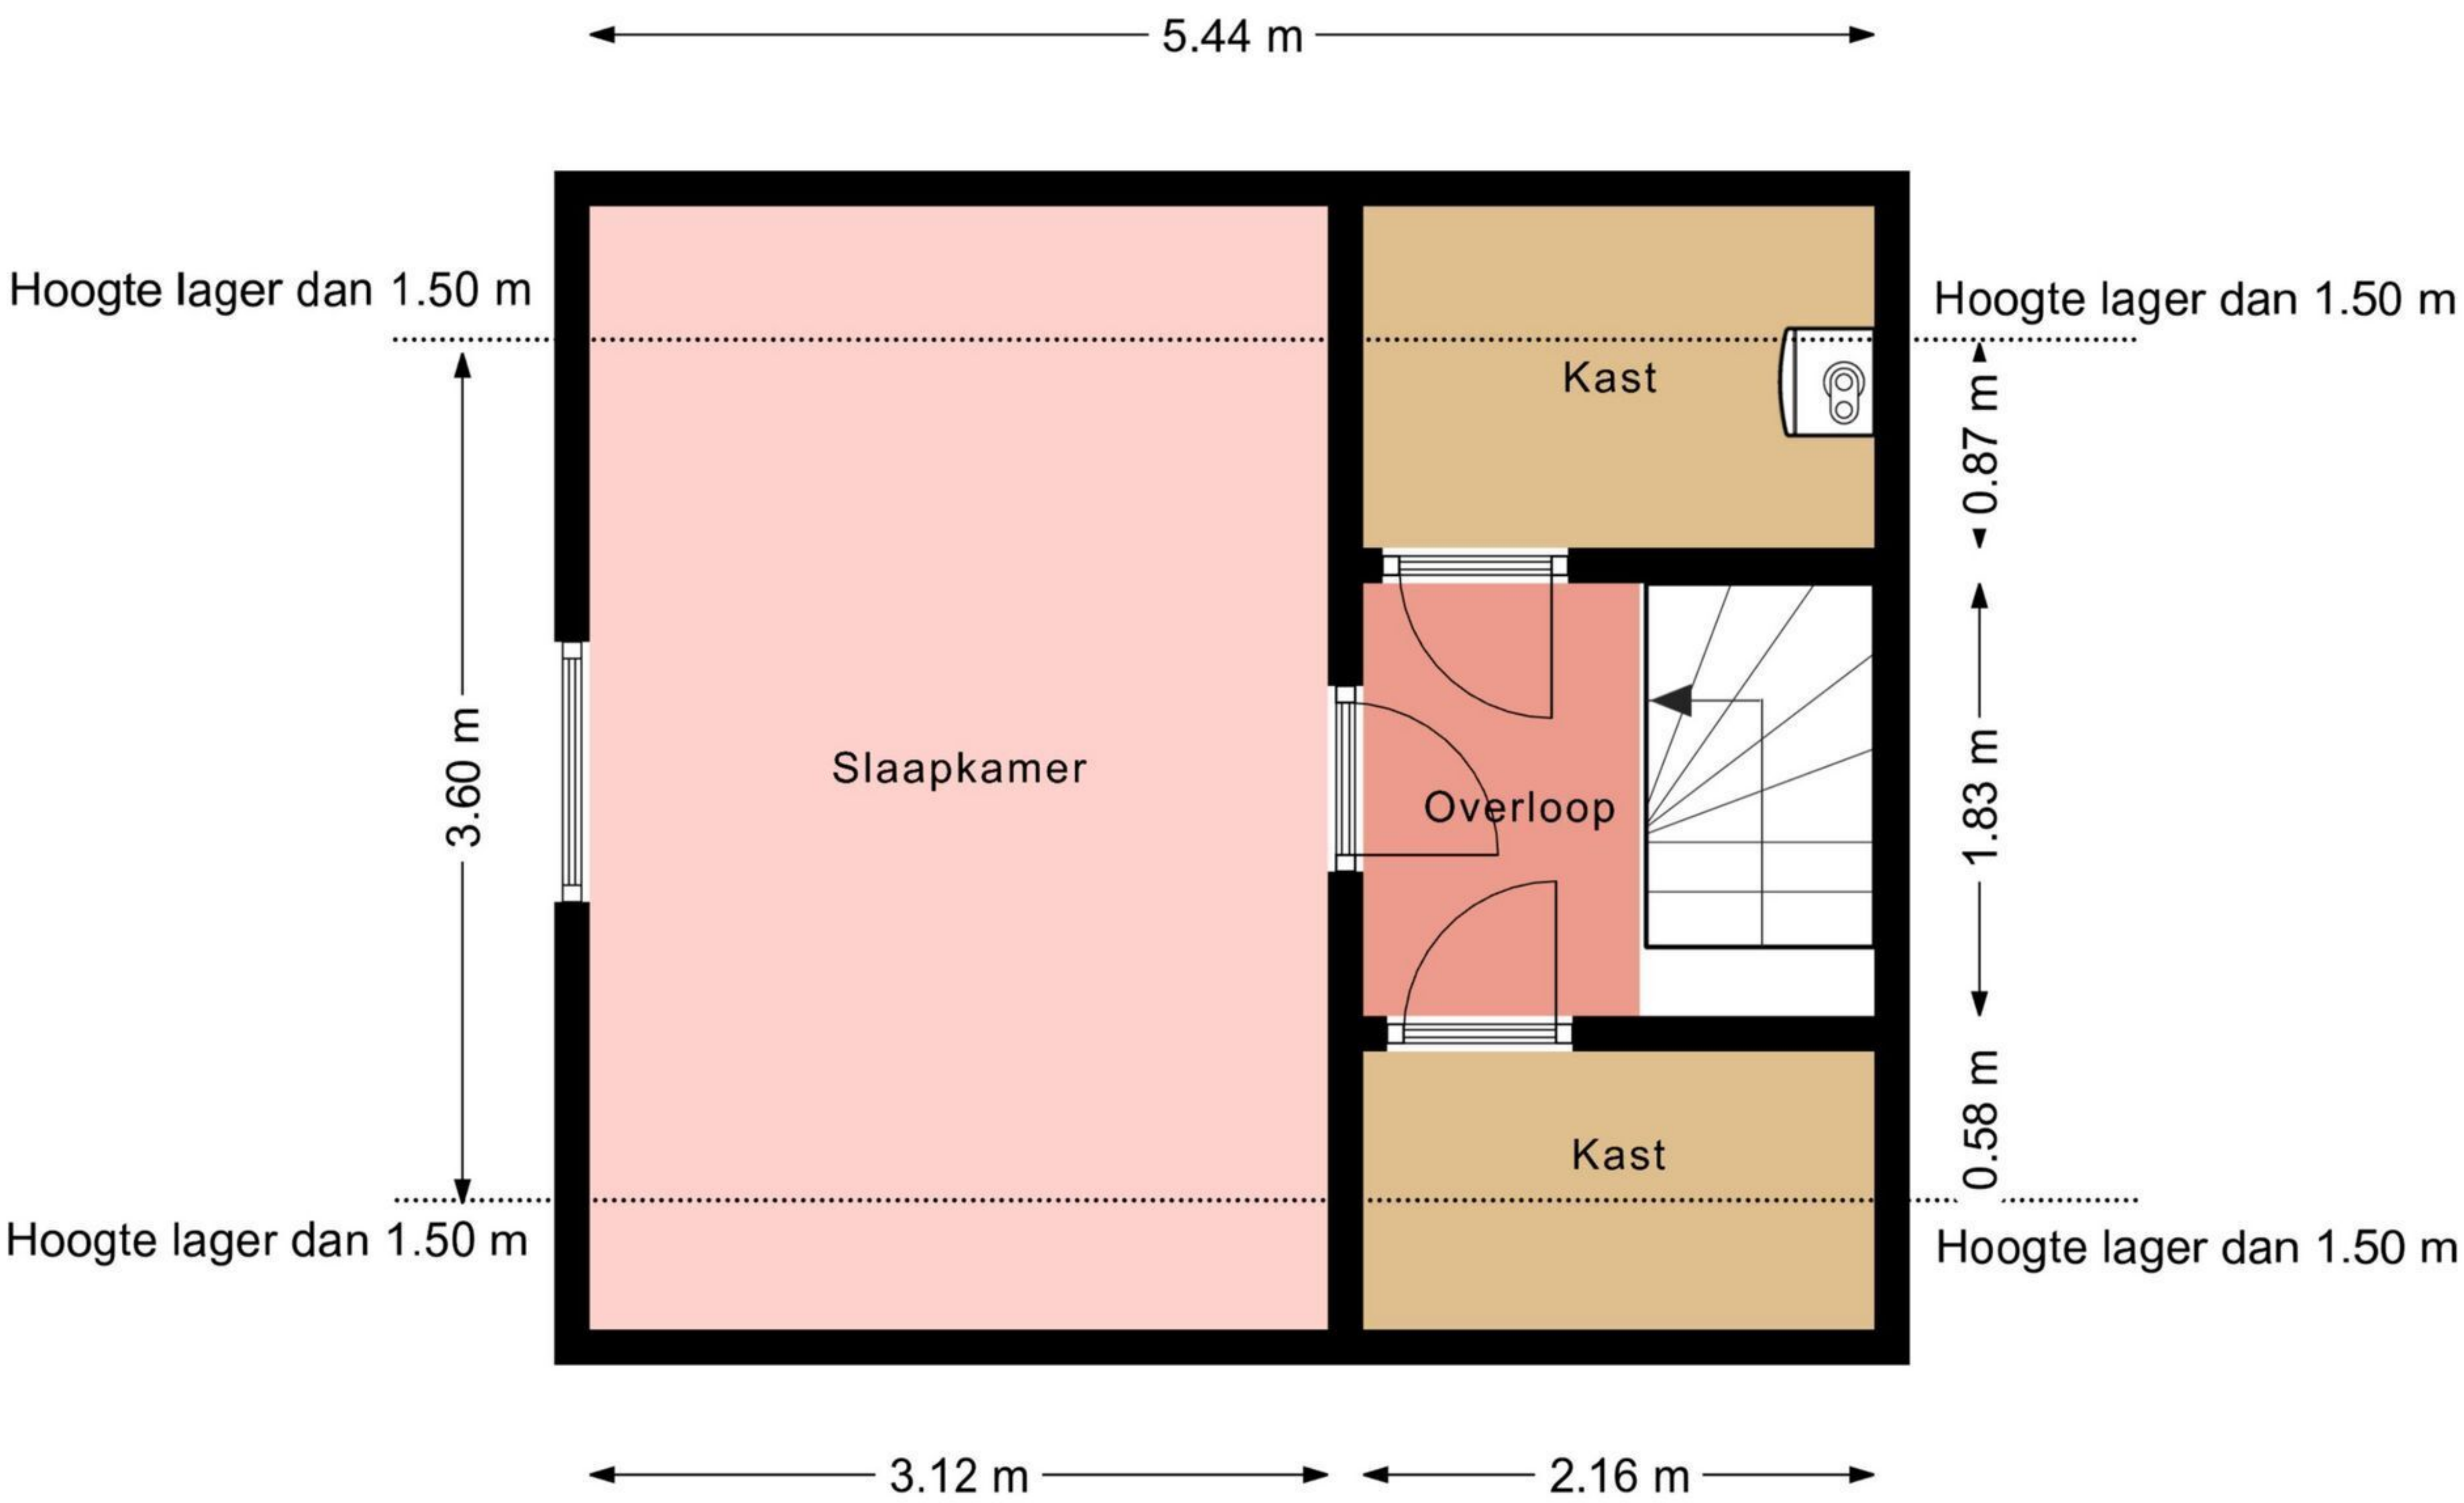 5.44 m
Hoogte lager dan 1.50 m
Hoogte lager dan 1.50 m
Kast
0.87 m
3.60 m
Slaapkamer
Overloop
1.83 m
Kast
0.58 m
Hoogte lager dan 1.50 m
Hoogte lager dan 1.50 m
3.12 m
2.16 m